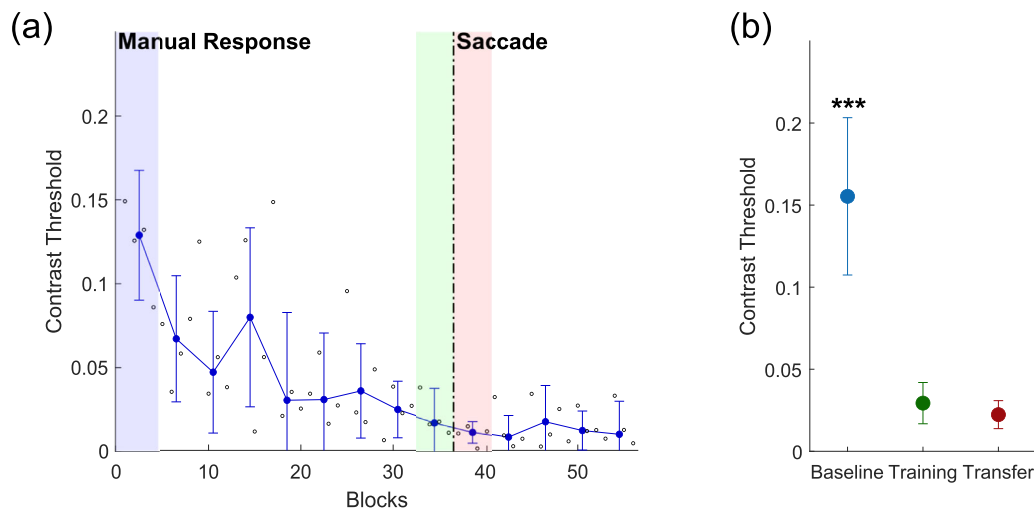 (a)
Manual Response
Saccade
Contrast Threshold
0.2
0.15
0.1
0.05
0
0 10 20 30 40 50
Blocks
(b)
***
Contrast Threshold
0.2
0.15
0.1
0.05
0
Baseline Training Transfer